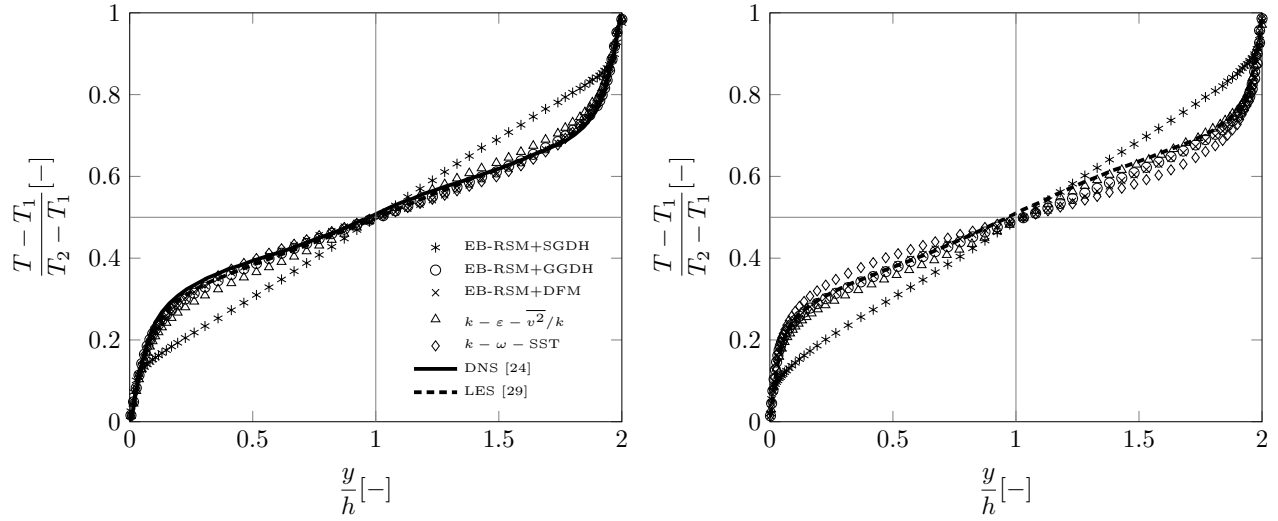 1
0.8
0.6
0.4
0.2
0
0
0.5
1
1.5
2
T − T₁
T₂ − T₁
[−]
y
h
[−]
EB-RSM+SGDH
EB-RSM+GGDH
EB-RSM+DFM
k − ε − v²/k
k − ω − SST
DNS [24]
LES [29]
1
0.8
0.6
0.4
0.2
0
0
0.5
1
1.5
2
T − T₁
T₂ − T₁
[−]
y
h
[−]